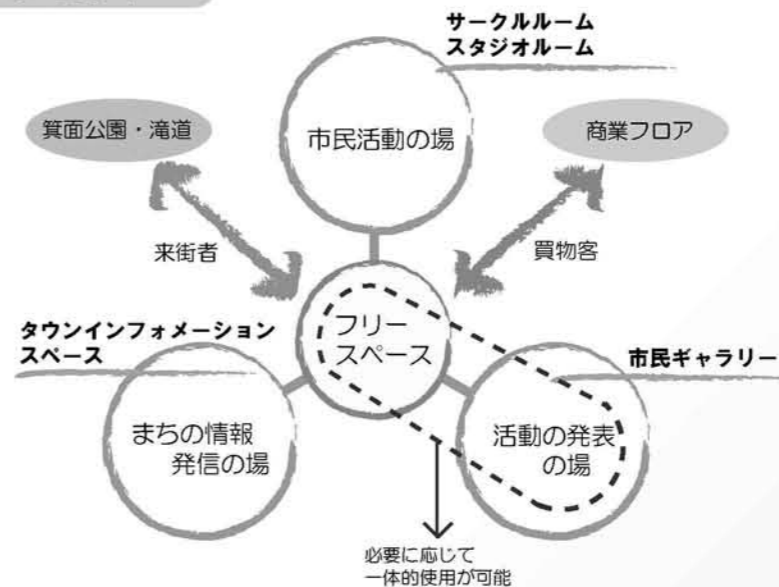 サークルルーム
スタジオルーム
箕面公園・滝道
市民活動の場
商業フロア
来街者
買物客
タウンインフォメーション
スペース
フリー
スペース
市民ギャラリー
まちの情報
発信の場
活動の発表
の場
必要に応じて
一体的使用が可能